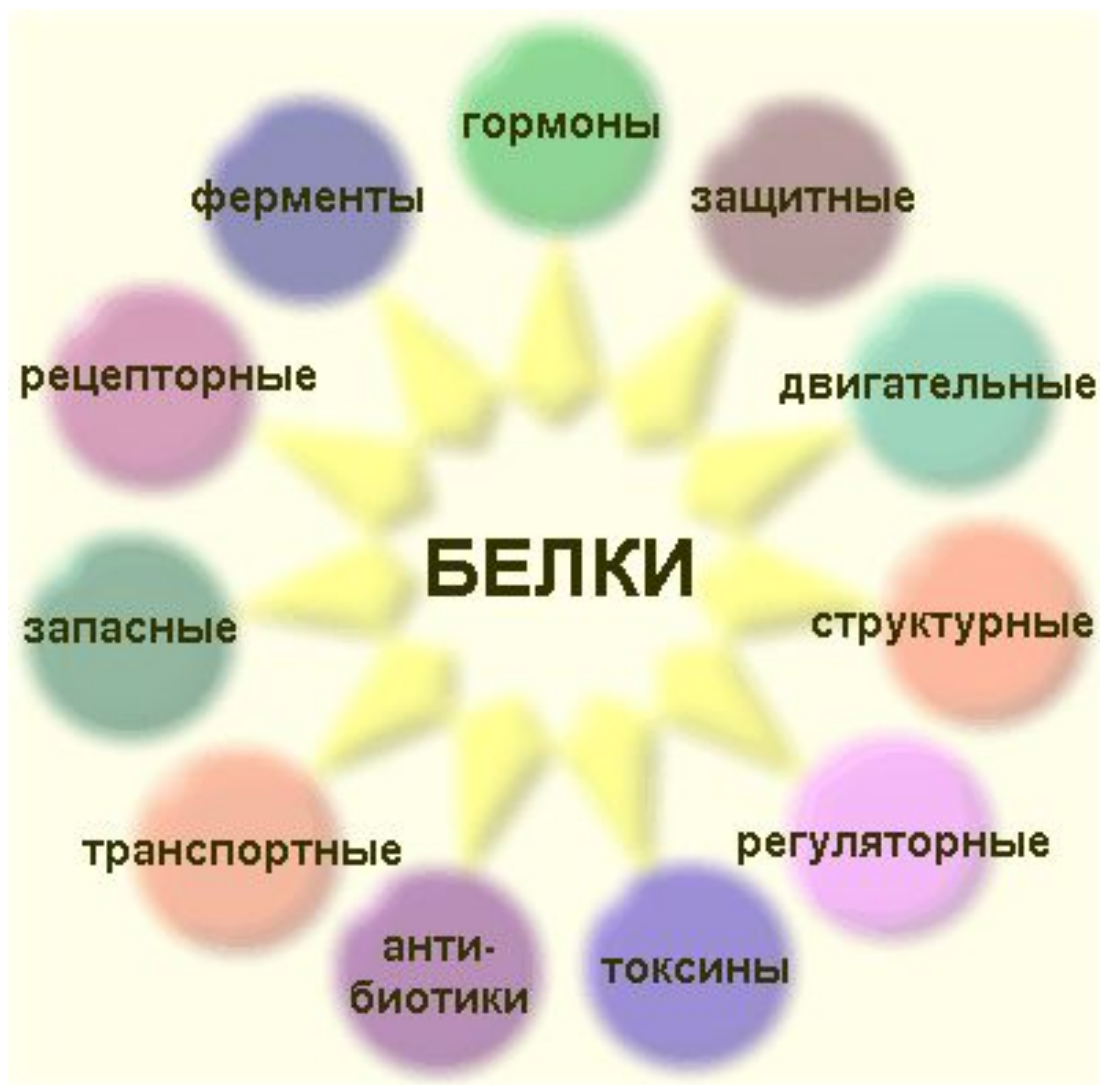 гормоны
ферменты
защитные
рецепторные
двигательные
БЕЛКИ
запасные
структурные
транспортные
регуляторные
анти-
биотики
токсины